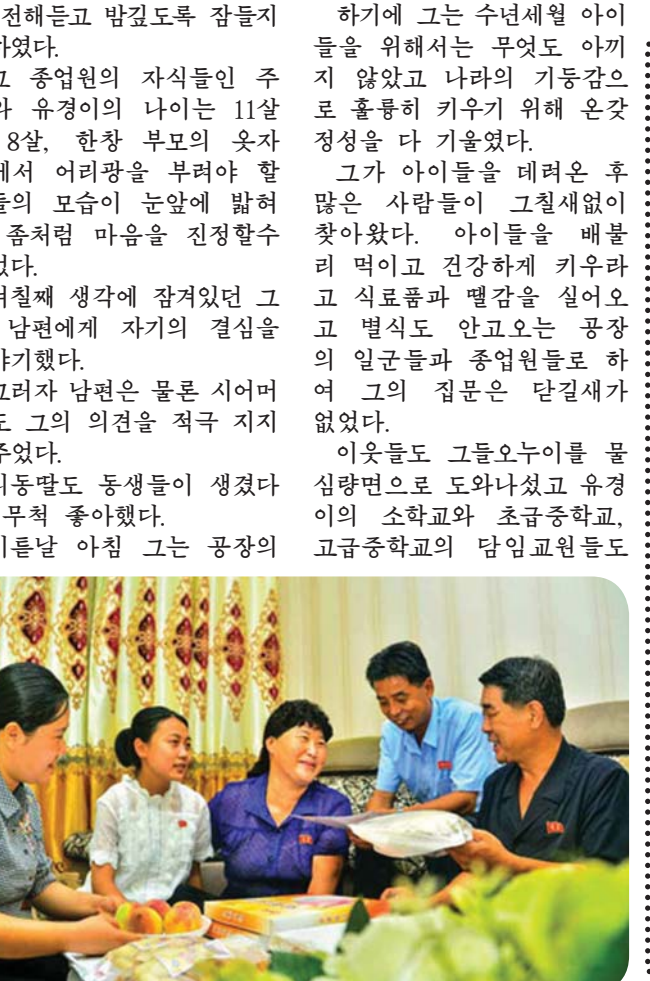 전해듣고 밤깊도록 잠들지
하였다.
그 종업원의 자식들인 주
와 유경이의 나이는 11살
8살, 한창 부모의 옷자
에서 어리광을 부려야 할
들의 모습이 눈앞에 밟혀
좀처럼 마음을 진정할수
없었다.
며칠째 생각에 잠겨있던 그
남편에게 자기의 결심을
야기했다.
그러자 남편은 물론 시어머
도 그의 의견을 적극 지지
주었다.
외동딸도 동생들이 생겼다
무척 좋아했다.
이튿날 아침 그는 공장의
하기에 그는 수년세월 아이
들을 위해서는 무엇도 아끼
지 않았고 나라의 기둥감으
로 훌륭히 키우기 위해 온갖
정성을 다 기울였다.
그가 아이들을 데려온 후
많은 사람들이 그칠새없이
찾아왔다. 아이들을 배불
리 먹이고 건강하게 키우라
고 식료품과 땔감을 실어오
고 별식도 안고오는 공장
의 일군들과 종업원들로 하
여 그의 집문은 닫길새가
없었다.
이웃들도 그들오누이를 물
심량면으로 도와나섰고 유경
이의 소학교와 초급중학교,
고급중학교의 담임교원들도